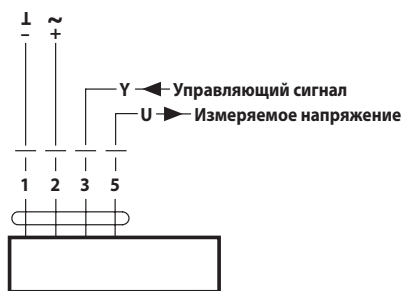 ⊥ ~
– +
Y Управляющий сигнал
U Измеряемое напряжение
1 2 3 5